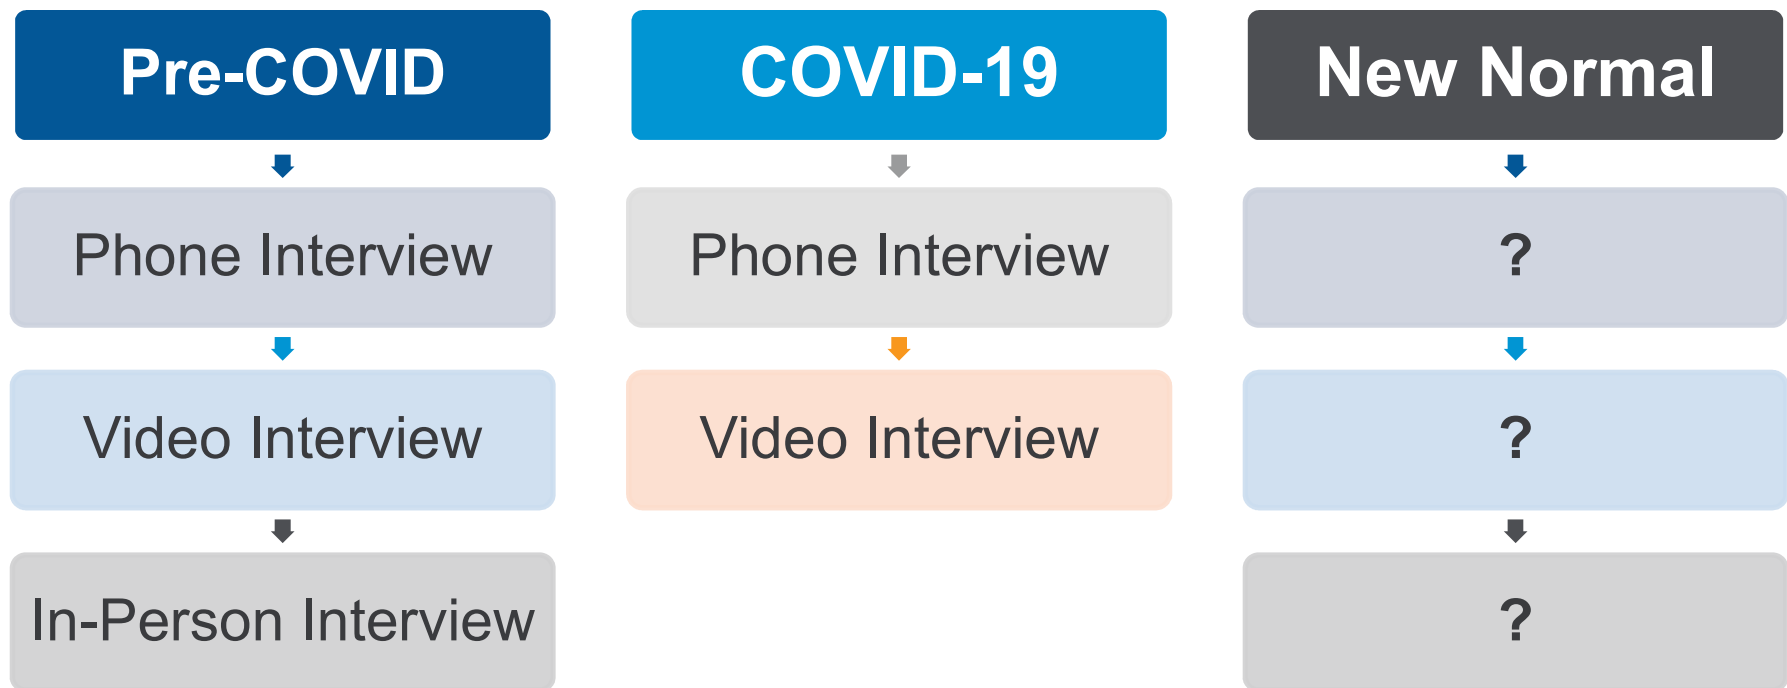 Pre-COVID
Phone Interview
Video Interview
In-Person Interview
COVID-19
Phone Interview
Video Interview
New Normal
?
?
?